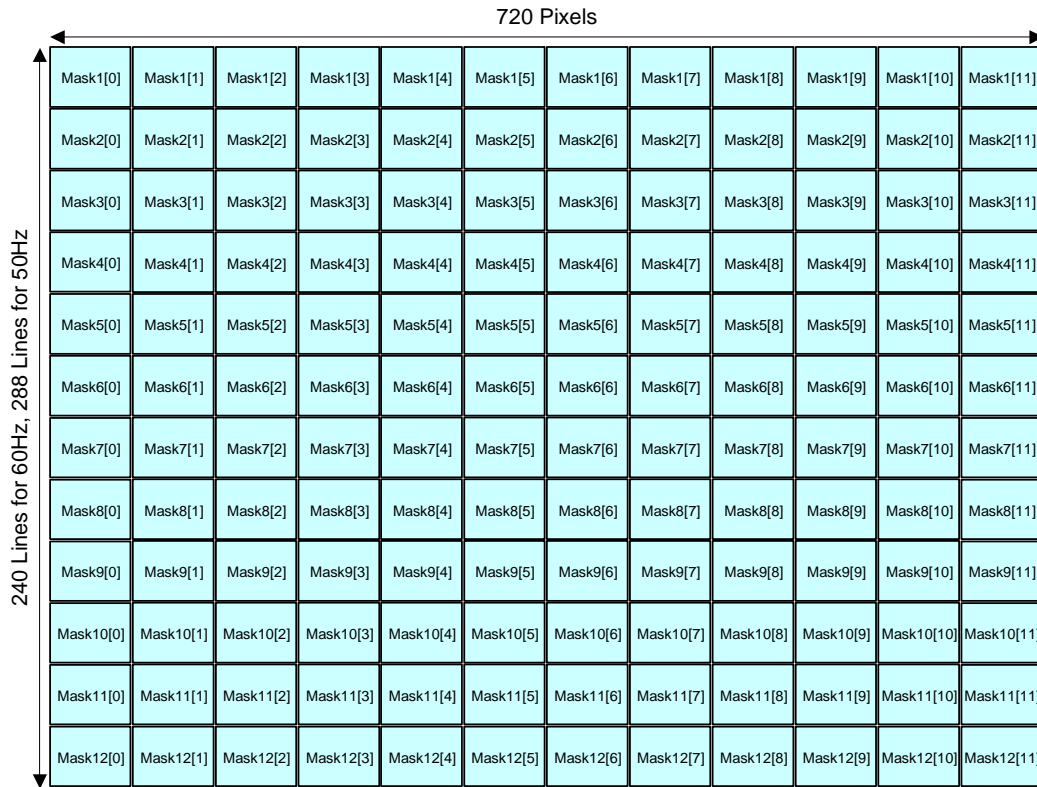 720 Pixels
240 Lines for 60Hz, 288 Lines for 50Hz
Mask1[0] Mask1[1] Mask1[2] Mask1[3] Mask1[4] Mask1[5] Mask1[6] Mask1[7] Mask1[8] Mask1[9] Mask1[10] Mask1[11]
Mask2[0] Mask2[1] Mask2[2] Mask2[3] Mask2[4] Mask2[5] Mask2[6] Mask2[7] Mask2[8] Mask2[9] Mask2[10] Mask2[11]
Mask3[0] Mask3[1] Mask3[2] Mask3[3] Mask3[4] Mask3[5] Mask3[6] Mask3[7] Mask3[8] Mask3[9] Mask3[10] Mask3[11]
Mask4[0] Mask4[1] Mask4[2] Mask4[3] Mask4[4] Mask4[5] Mask4[6] Mask4[7] Mask4[8] Mask4[9] Mask4[10] Mask4[11]
Mask5[0] Mask5[1] Mask5[2] Mask5[3] Mask5[4] Mask5[5] Mask5[6] Mask5[7] Mask5[8] Mask5[9] Mask5[10] Mask5[11]
Mask6[0] Mask6[1] Mask6[2] Mask6[3] Mask6[4] Mask6[5] Mask6[6] Mask6[7] Mask6[8] Mask6[9] Mask6[10] Mask6[11]
Mask7[0] Mask7[1] Mask7[2] Mask7[3] Mask7[4] Mask7[5] Mask7[6] Mask7[7] Mask7[8] Mask7[9] Mask7[10] Mask7[11]
Mask8[0] Mask8[1] Mask8[2] Mask8[3] Mask8[4] Mask8[5] Mask8[6] Mask8[7] Mask8[8] Mask8[9] Mask8[10] Mask8[11]
Mask9[0] Mask9[1] Mask9[2] Mask9[3] Mask9[4] Mask9[5] Mask9[6] Mask9[7] Mask9[8] Mask9[9] Mask9[10] Mask9[11]
Mask10[0] Mask10[1] Mask10[2] Mask10[3] Mask10[4] Mask10[5] Mask10[6] Mask10[7] Mask10[8] Mask10[9] Mask10[10] Mask10[11]
Mask11[0] Mask11[1] Mask11[2] Mask11[3] Mask11[4] Mask11[5] Mask11[6] Mask11[7] Mask11[8] Mask11[9] Mask11[10] Mask11[11]
Mask12[0] Mask12[1] Mask12[2] Mask12[3] Mask12[4] Mask12[5] Mask12[6] Mask12[7] Mask12[8] Mask12[9] Mask12[10] Mask12[11]